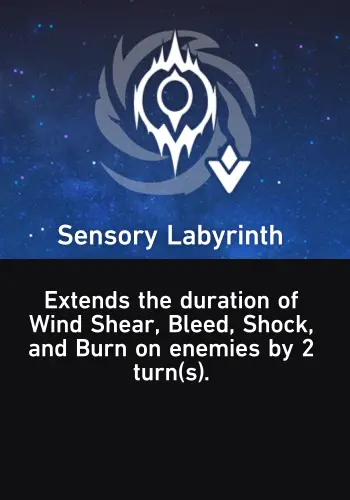 Sensory Labyrinth
Extends the duration of
Wind Shear, Bleed, Shock,
and Burn on enemies by 2
turn(s).